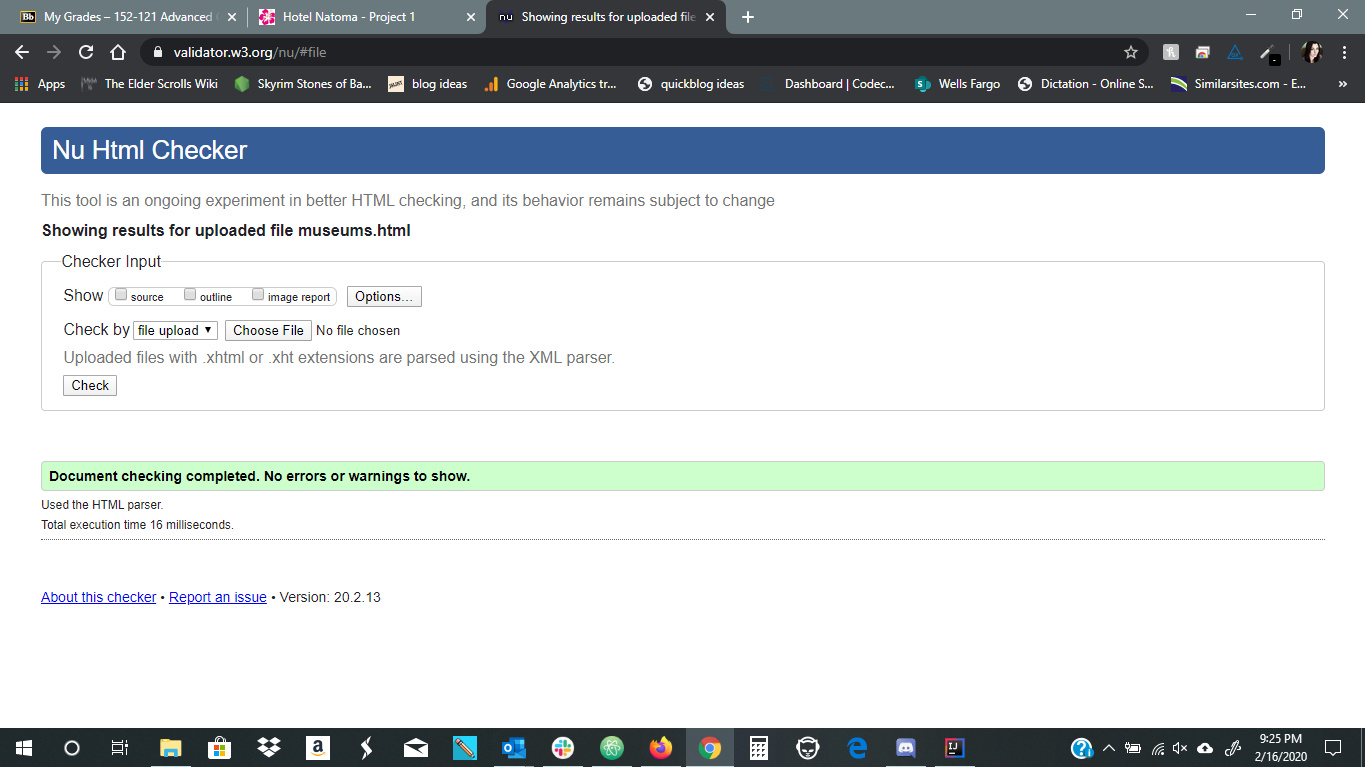 Bb My Grades – 152-121 Advanced
Hotel Natoma - Project 1
nu Showing results for uploaded file
validator.w3.org/nu/#file
Apps
The Elder Scrolls Wiki
Skyrim Stones of Ba...
blog ideas
Google Analytics tr...
quickblog ideas
Dashboard | Codec...
Wells Fargo
Dictation - Online S...
Similarsites.com - E...
»
Nu Html Checker
This tool is an ongoing experiment in better HTML checking, and its behavior remains subject to change
Showing results for uploaded file museums.html
Checker Input
Show source outline image report Options...
Check by file upload Choose File No file chosen
Uploaded files with .xhtml or .xht extensions are parsed using the XML parser.
Check
Document checking completed. No errors or warnings to show.
Used the HTML parser.
Total execution time 16 milliseconds.
About this checker • Report an issue • Version: 20.2.13
9:25 PM
2/16/2020